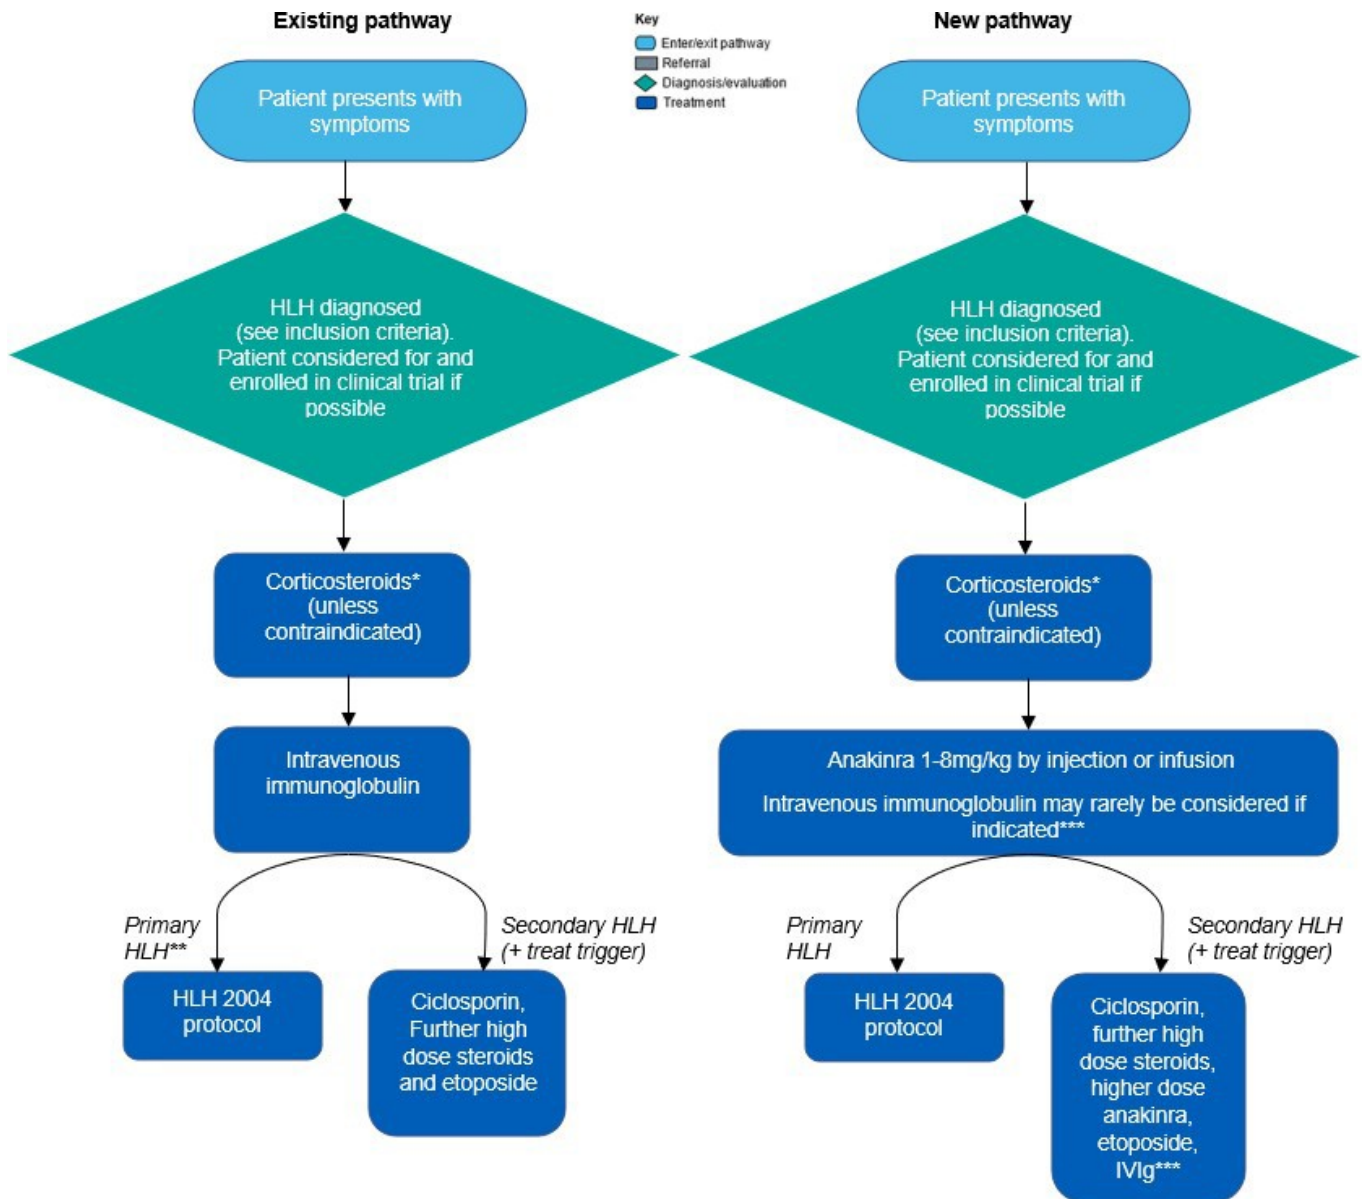 Existing pathway
Key
Enter/exit pathway
Referral
Diagnosis/evaluation
Treatment
New pathway
Patient presents with
symptoms
HLH diagnosed
(see inclusion criteria).
Patient considered for and
enrolled in clinical trial if
possible
Corticosteroids*
(unless
contraindicated)
Intravenous
immunoglobulin
Primary
HLH**
Secondary HLH
(+ treat trigger)
HLH 2004
protocol
Ciclosporin,
Further high
dose steroids
and etoposide
Patient presents with
symptoms
HLH diagnosed
(see inclusion criteria).
Patient considered for and
enrolled in clinical trial if
possible
Corticosteroids*
(unless
contraindicated)
Anakinra 1-8mg/kg by injection or infusion
Intravenous immunoglobulin may rarely be considered if
indicated***
Primary
HLH
Secondary HLH
(+ treat trigger)
HLH 2004
protocol
Ciclosporin,
further high
dose steroids,
higher dose
anakinra,
etoposide,
IVIg***